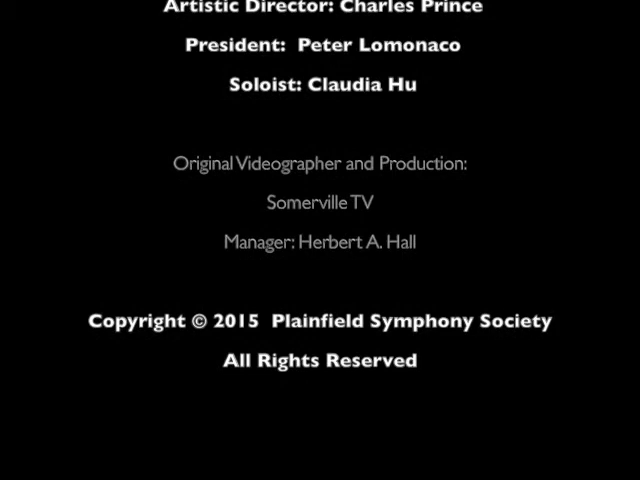 Artistic Director: Charles Prince
President: Peter Lomonaco
Soloist: Claudia Hu
Original Videographer and Production:
Somerville TV
Manager: Herbert A. Hall
Copyright © 2015 Plainfield Symphony Society
All Rights Reserved